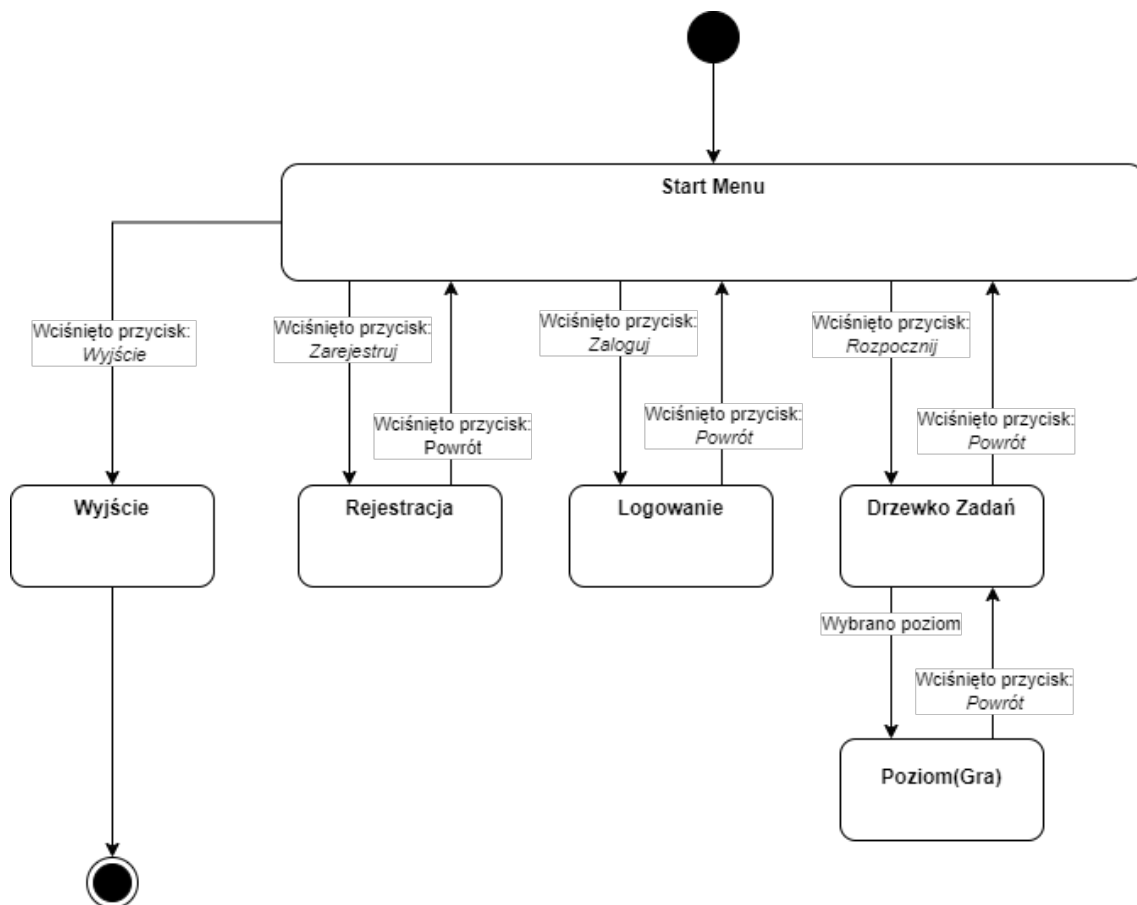 Start Menu
Wciśnięto przycisk:
Wyjście
Wciśnięto przycisk:
Zarejestruj
Wciśnięto przycisk:
Zaloguj
Wciśnięto przycisk:
Rozpocznij
Wciśnięto przycisk:
Powrót
Wciśnięto przycisk:
Powrót
Wciśnięto przycisk:
Powrót
Wyjście
Rejestracja
Logowanie
Drzewko Zadań
Wybrano poziom
Wciśnięto przycisk:
Powrót
Poziom(Gra)